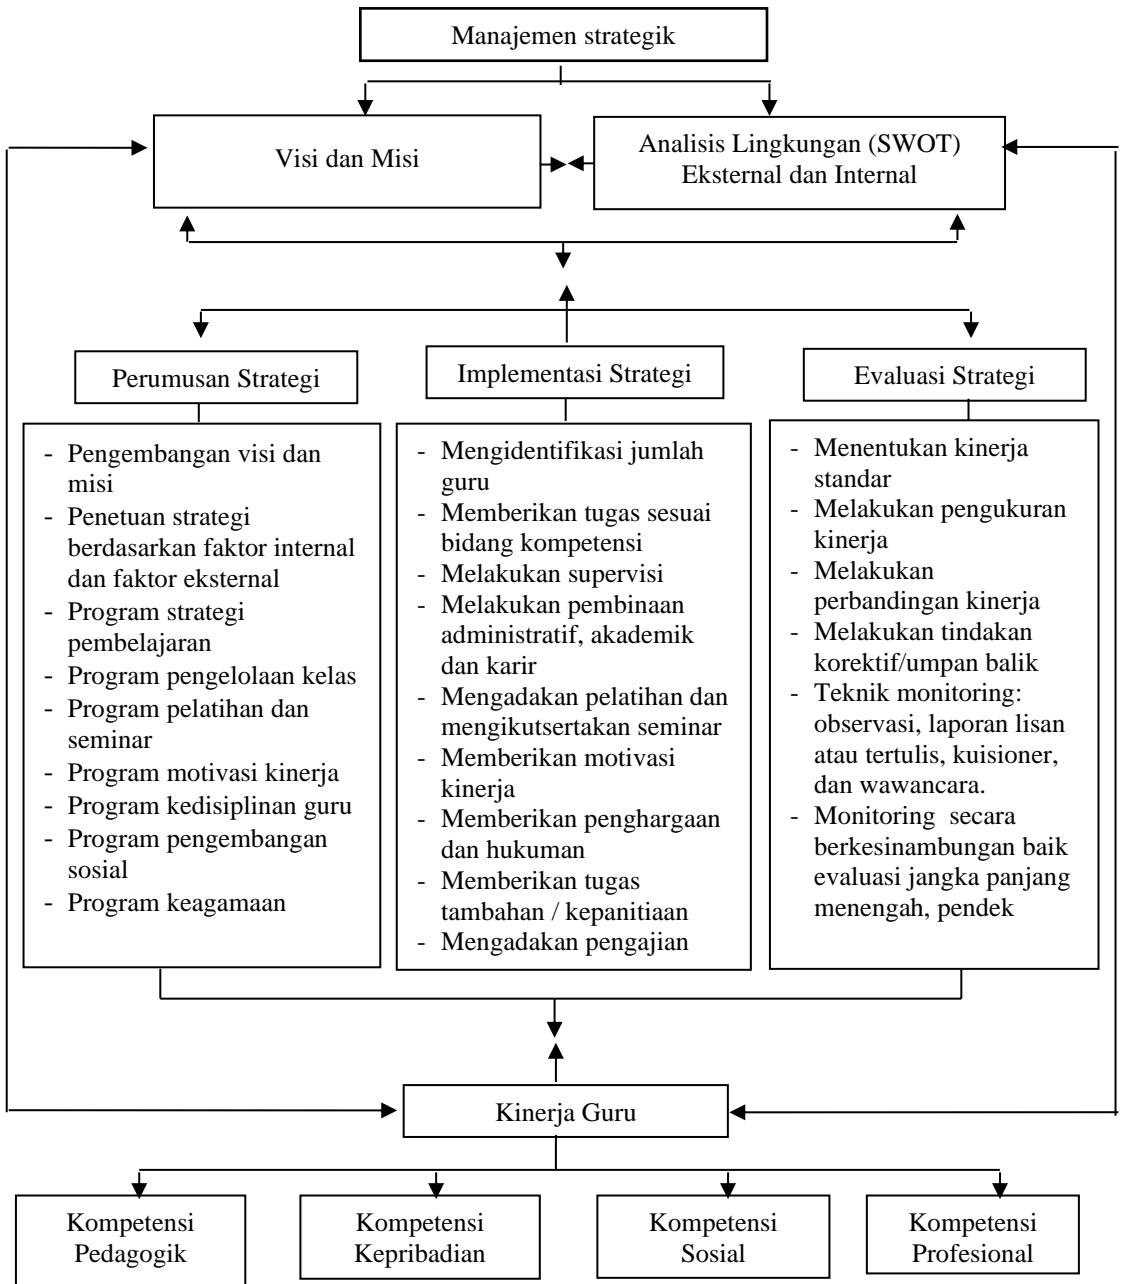 Manajemen strategik
Visi dan Misi
Analisis Lingkungan (SWOT)
Eksternal dan Internal
Perumusan Strategi
Implementasi Strategi
Evaluasi Strategi
- Pengembangan visi dan
misi
- Penetuan strategi
berdasarkan faktor internal
dan faktor eksternal
- Program strategi
pembelajaran
- Program pengelolaan kelas
- Program pelatihan dan
seminar
- Program motivasi kinerja
- Program kedisiplinan guru
- Program pengembangan
sosial
- Program keagamaan
- Mengidentifikasi jumlah
guru
- Memberikan tugas sesuai
bidang kompetensi
- Melakukan supervisi
- Melakukan pembinaan
administratif, akademik
dan karir
- Mengadakan pelatihan dan
mengikutsertakan seminar
- Memberikan motivasi
kinerja
- Memberikan penghargaan
dan hukuman
- Memberikan tugas
tambahan / kepanitiaan
- Mengadakan pengajian
- Menentukan kinerja
standar
- Melakukan pengukuran
kinerja
- Melakukan
perbandingan kinerja
- Melakukan tindakan
korektif/umpan balik
- Teknik monitoring:
observasi, laporan lisan
atau tertulis, kuisioner,
dan wawancara.
- Monitoring secara
berkesinambungan baik
evaluasi jangka panjang
menengah, pendek
Kinerja Guru
Kompetensi
Pedagogik
Kompetensi
Kepribadian
Kompetensi
Sosial
Kompetensi
Profesional